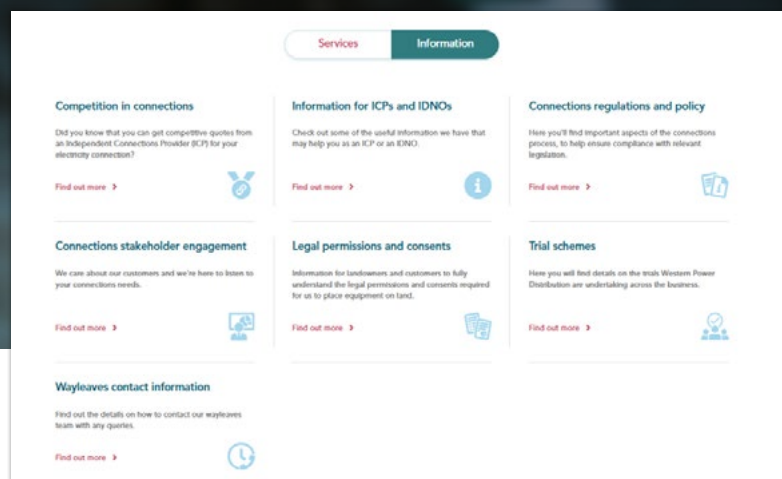 Services
Information
Competition in connections
Did you know that you can get competitive quotes from
an Independent Connections Provider (ICP) for your
electricity connection?
Find out more
Information for ICPs and IDNOs
Check out some of the useful information we have that
may help you as an ICP or an IDNO.
Find out more
Connections regulations and policy
Here you'll find important aspects of the connections
process, to help ensure compliance with relevant
legislation.
Find out more
Connections stakeholder engagement
We care about our customers and we're here to listen to
your connections needs.
Find out more
Legal permissions and consents
Information for landowners and customers to fully
understand the legal permissions and consents required
for us to place equipment on land.
Find out more
Trial schemes
Here you will find details on the trials Western Power
Distribution are undertaking across the business.
Find out more
Wayleaves contact information
Find out the details on how to contact our wayleaves
team with any queries.
Find out more